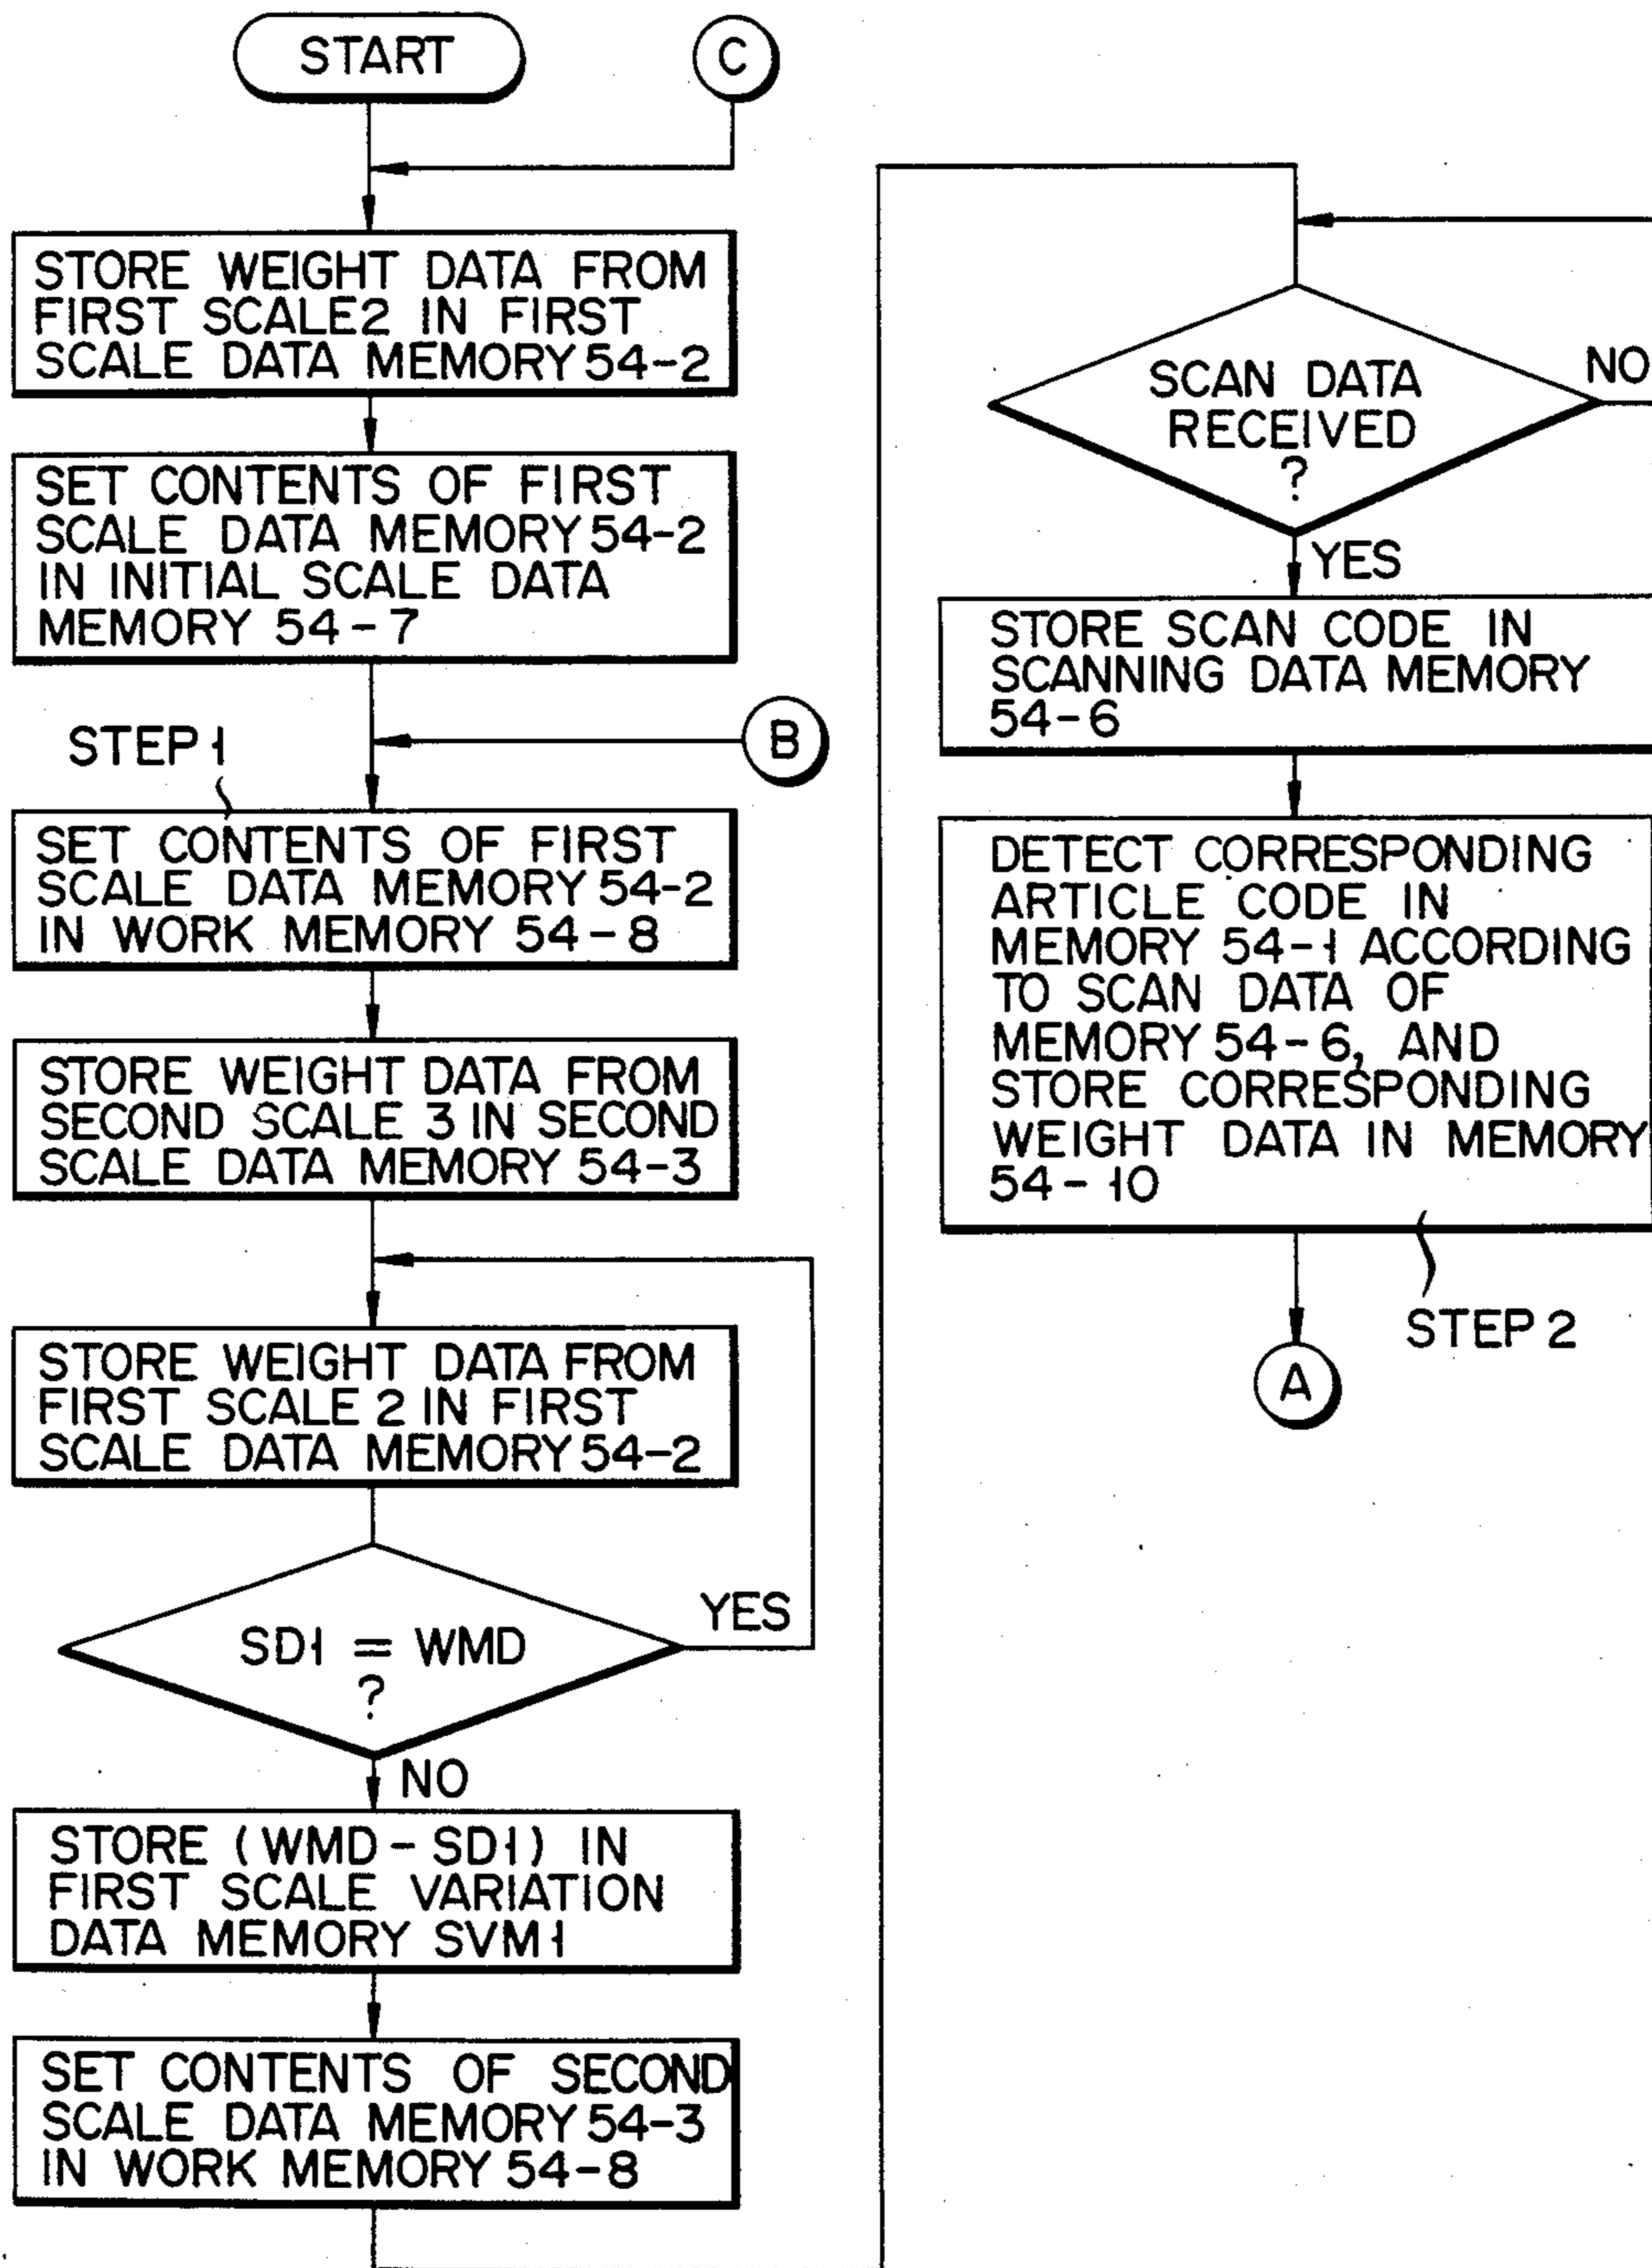 START
C
STORE WEIGHT DATA FROM
FIRST SCALE2 IN FIRST
SCALE DATA MEMORY 54-2
SET CONTENTS OF FIRST
SCALE DATA MEMORY 54-2
IN INITIAL SCALE DATA
MEMORY 54-7
B
STEP 1
SET CONTENTS OF FIRST
SCALE DATA MEMORY 54-2
IN WORK MEMORY 54-8
STORE WEIGHT DATA FROM
SECOND SCALE 3 IN SECOND
SCALE DATA MEMORY 54-3
STORE WEIGHT DATA FROM
FIRST SCALE 2 IN FIRST
SCALE DATA MEMORY 54-2
YES
SD1 = WMD
?
NO
STORE (WMD - SD1) IN
FIRST SCALE VARIATION
DATA MEMORY SVM1
SET CONTENTS OF SECOND
SCALE DATA MEMORY 54-3
IN WORK MEMORY 54-8
NO
SCAN DATA
RECEIVED
?
YES
STORE SCAN CODE IN
SCANNING DATA MEMORY
54-6
DETECT CORRESPONDING
ARTICLE CODE IN
MEMORY 54-1 ACCORDING
TO SCAN DATA OF
MEMORY 54-6, AND
STORE CORRESPONDING
WEIGHT DATA IN MEMORY
54-10
STEP 2
A